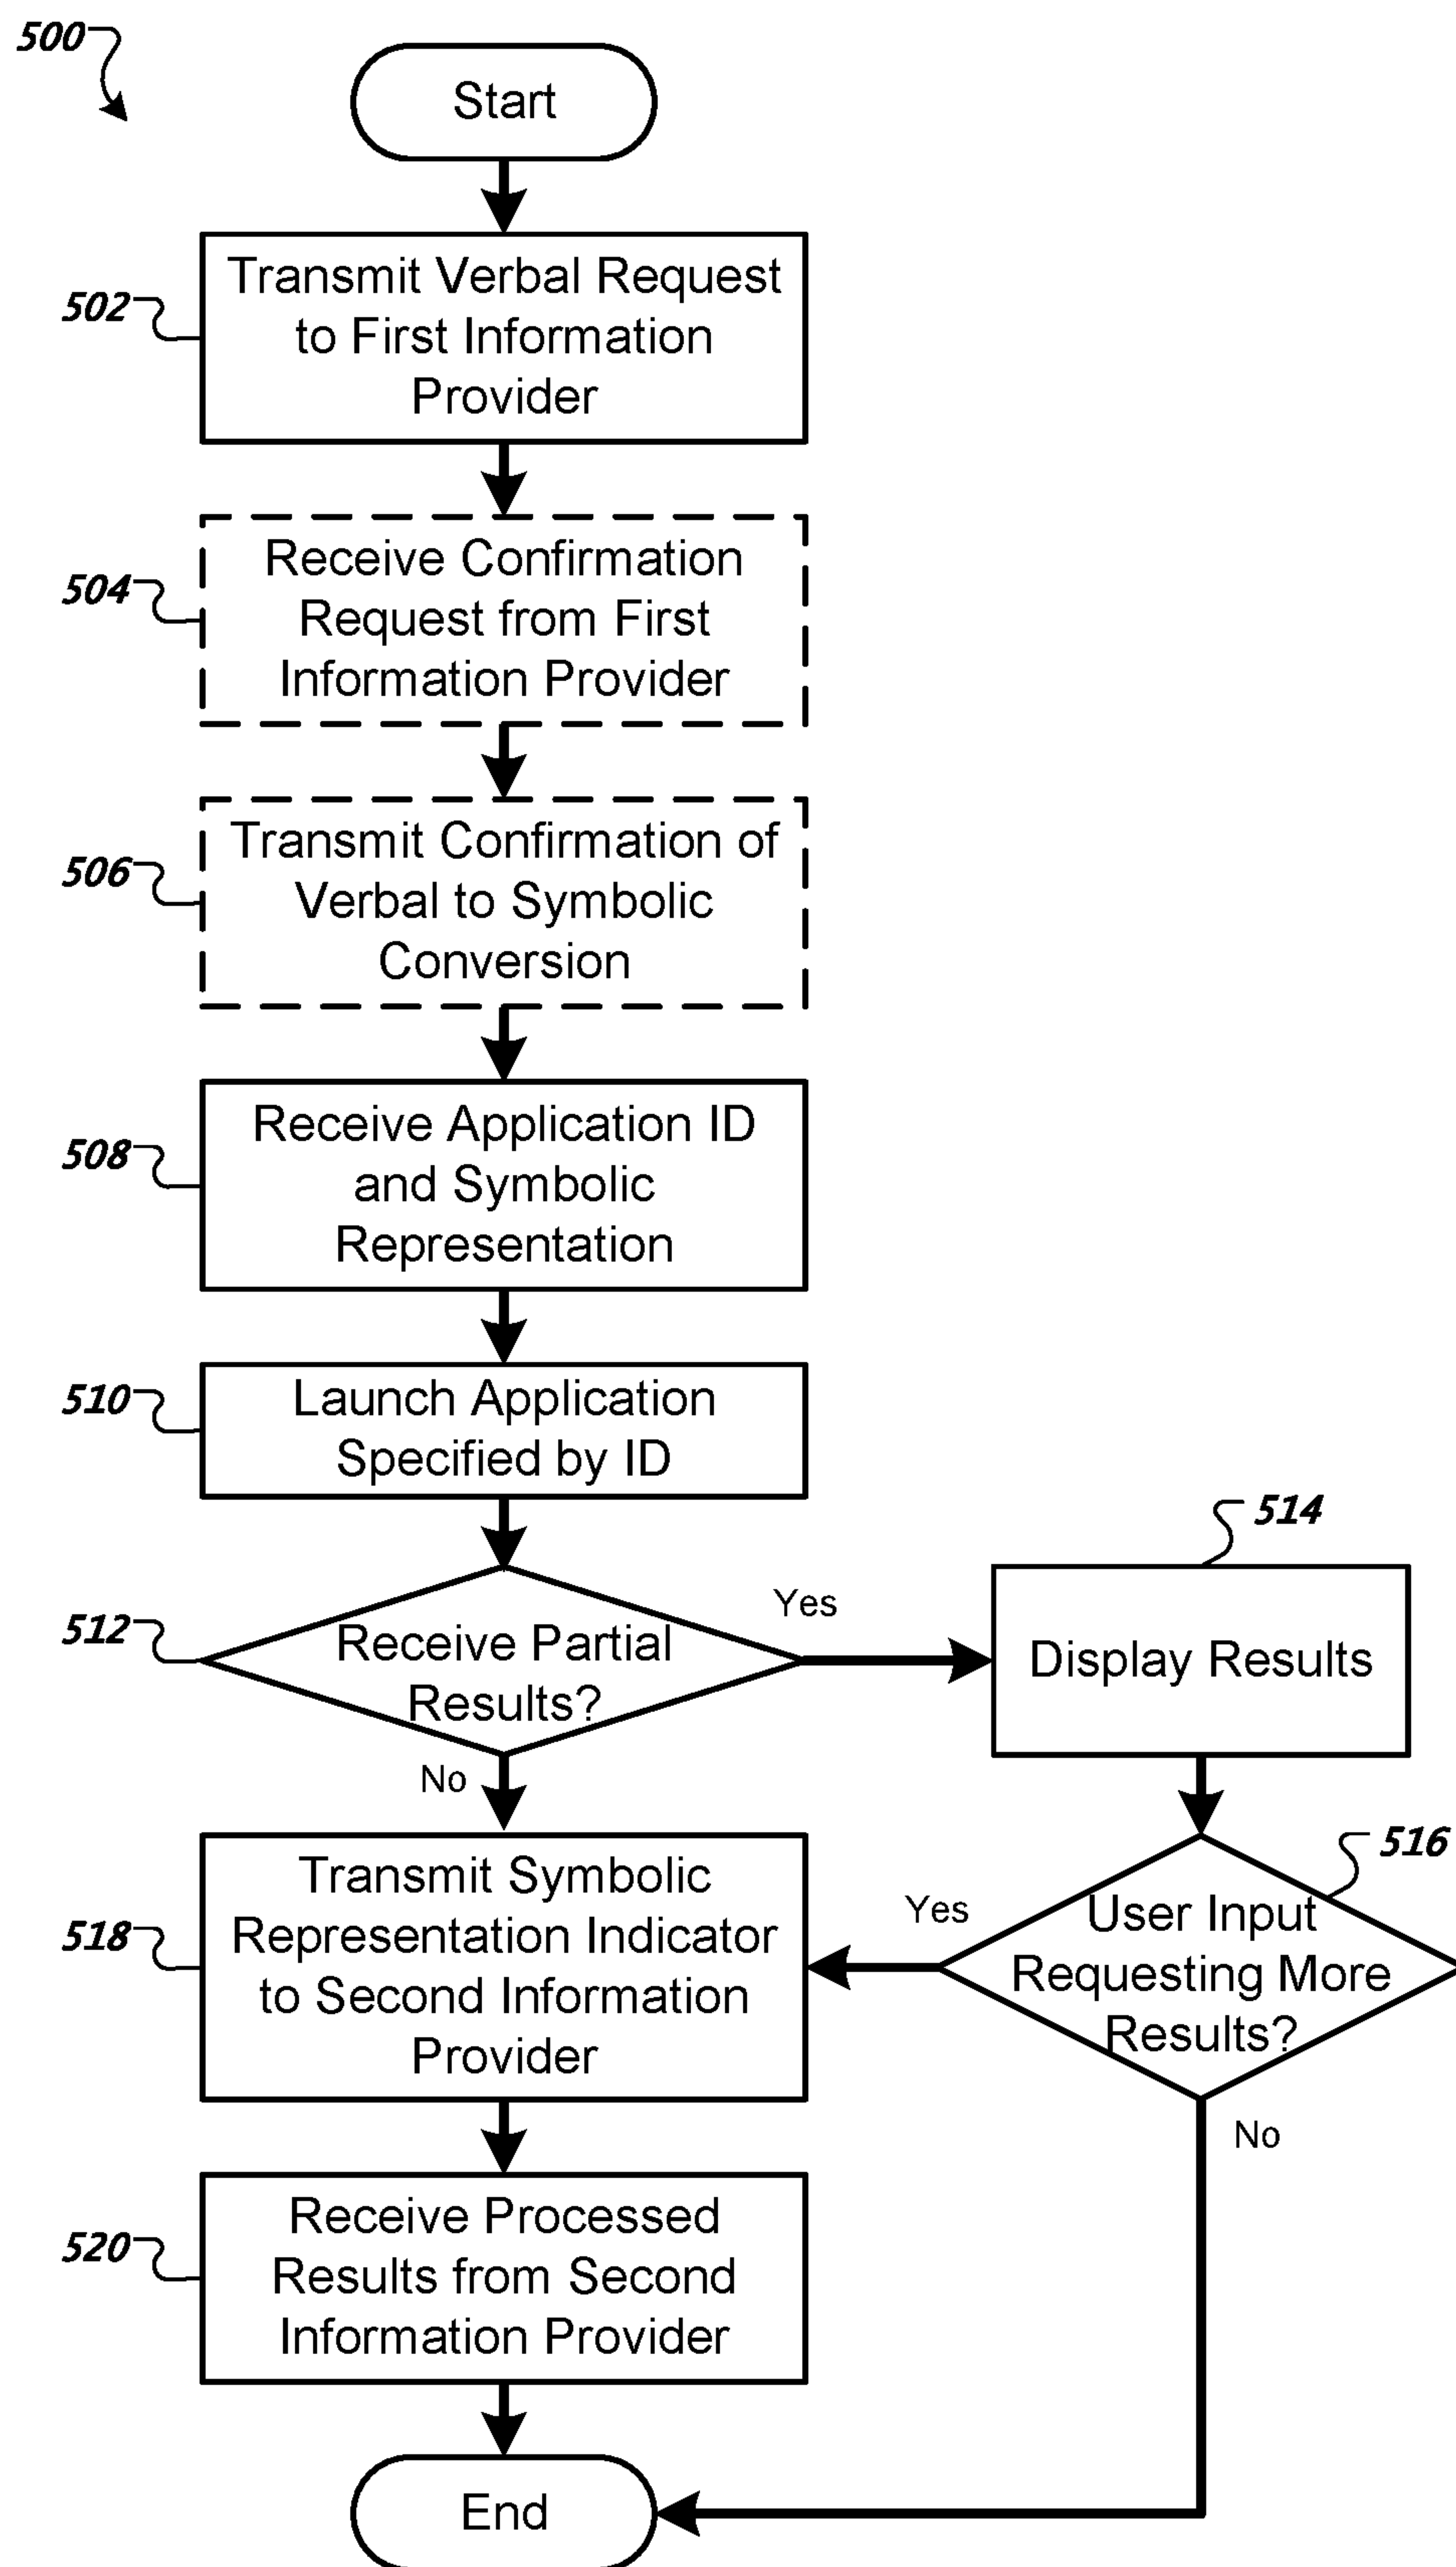 500
Start
502
Transmit Verbal Request
to First Information
Provider
504
Receive Confirmation
Request from First
Information Provider
506
Transmit Confirmation of
Verbal to Symbolic
Conversion
508
Receive Application ID
and Symbolic
Representation
510
Launch Application
Specified by ID
512
Receive Partial
Results?
Yes
No
514
Display Results
516
User Input
Requesting More
Results?
Yes
No
518
Transmit Symbolic
Representation Indicator
to Second Information
Provider
520
Receive Processed
Results from Second
Information Provider
End